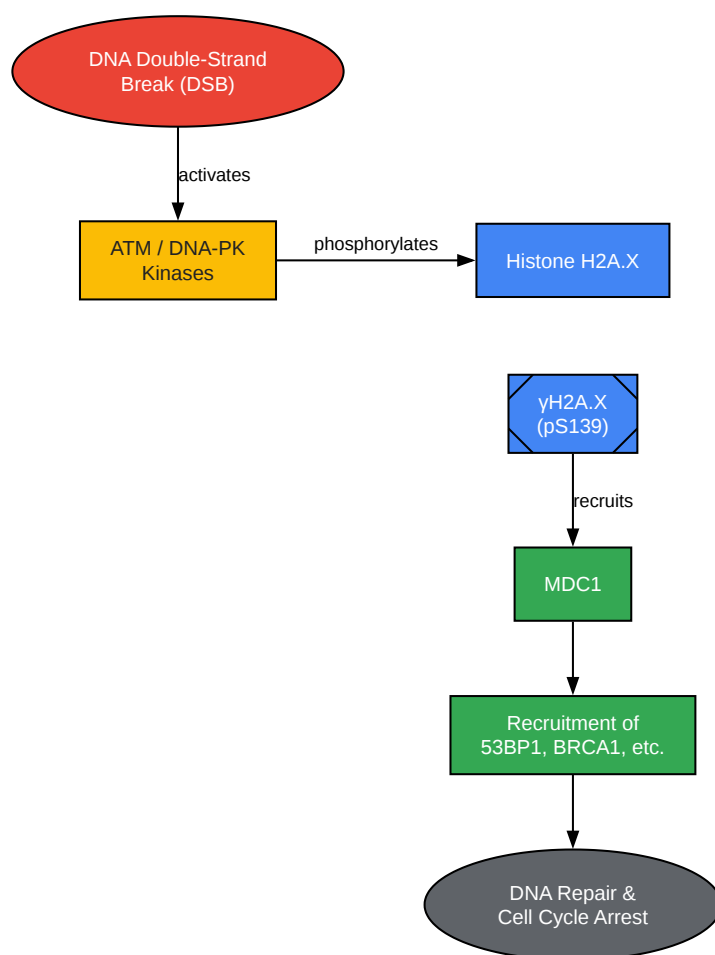 DNA Double-Strand
Break (DSB)
activates
ATM / DNA-PK
Kinases
phosphorylates
Histone H2A.X
γH2A.X
(pS139)
recruits
MDC1
Recruitment of
53BP1, BRCA1, etc.
DNA Repair &
Cell Cycle Arrest